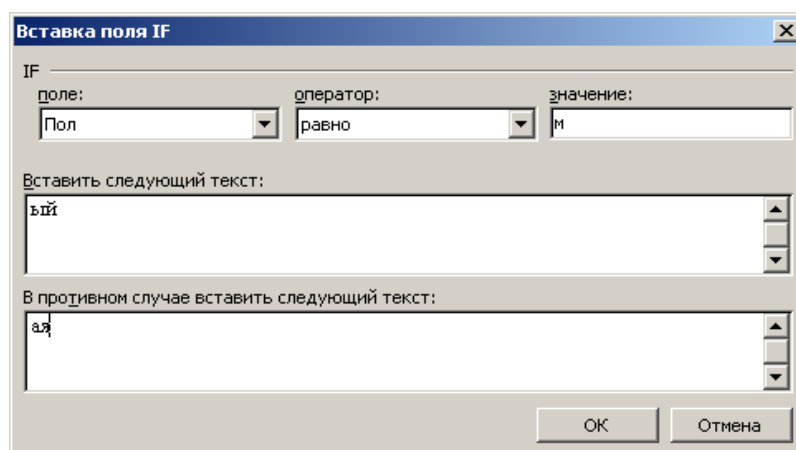 Вставка поля IF
IF
поле: оператор: значение:
Пол равно м
Вставить следующий текст:
ый
В противном случае вставить следующий текст:
ая
ОК Отмена